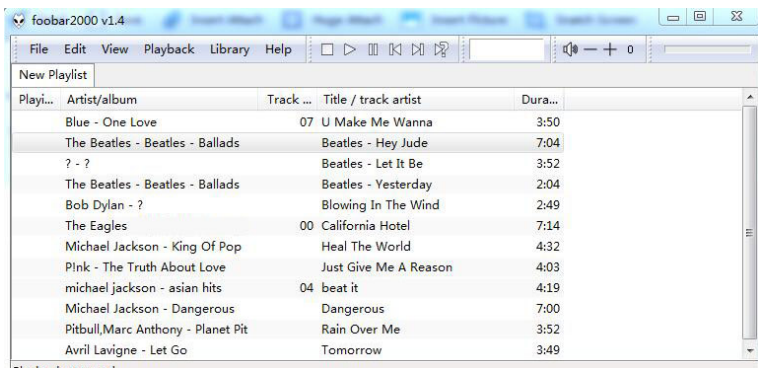 foobar2000 v1.4
File Edit View Playback Library Help 0
New Playlist
Playi... Artist/album Track ... Title / track artist Dura...
Blue - One Love 07 U Make Me Wanna 3:50
The Beatles - Beatles - Ballads Beatles - Hey Jude 7:04
? - ? Beatles - Let It Be 3:52
The Beatles - Beatles - Ballads Beatles - Yesterday 2:04
Bob Dylan - ? Blowing In The Wind 2:49
The Eagles 00 California Hotel 7:14
Michael Jackson - King Of Pop Heal The World 4:32
P!nk - The Truth About Love Just Give Me A Reason 4:03
michael jackson - asian hits 04 beat it 4:19
Michael Jackson - Dangerous Dangerous 7:00
Pitbull,Marc Anthony - Planet Pit Rain Over Me 3:52
Avril Lavigne - Let Go Tomorrow 3:49